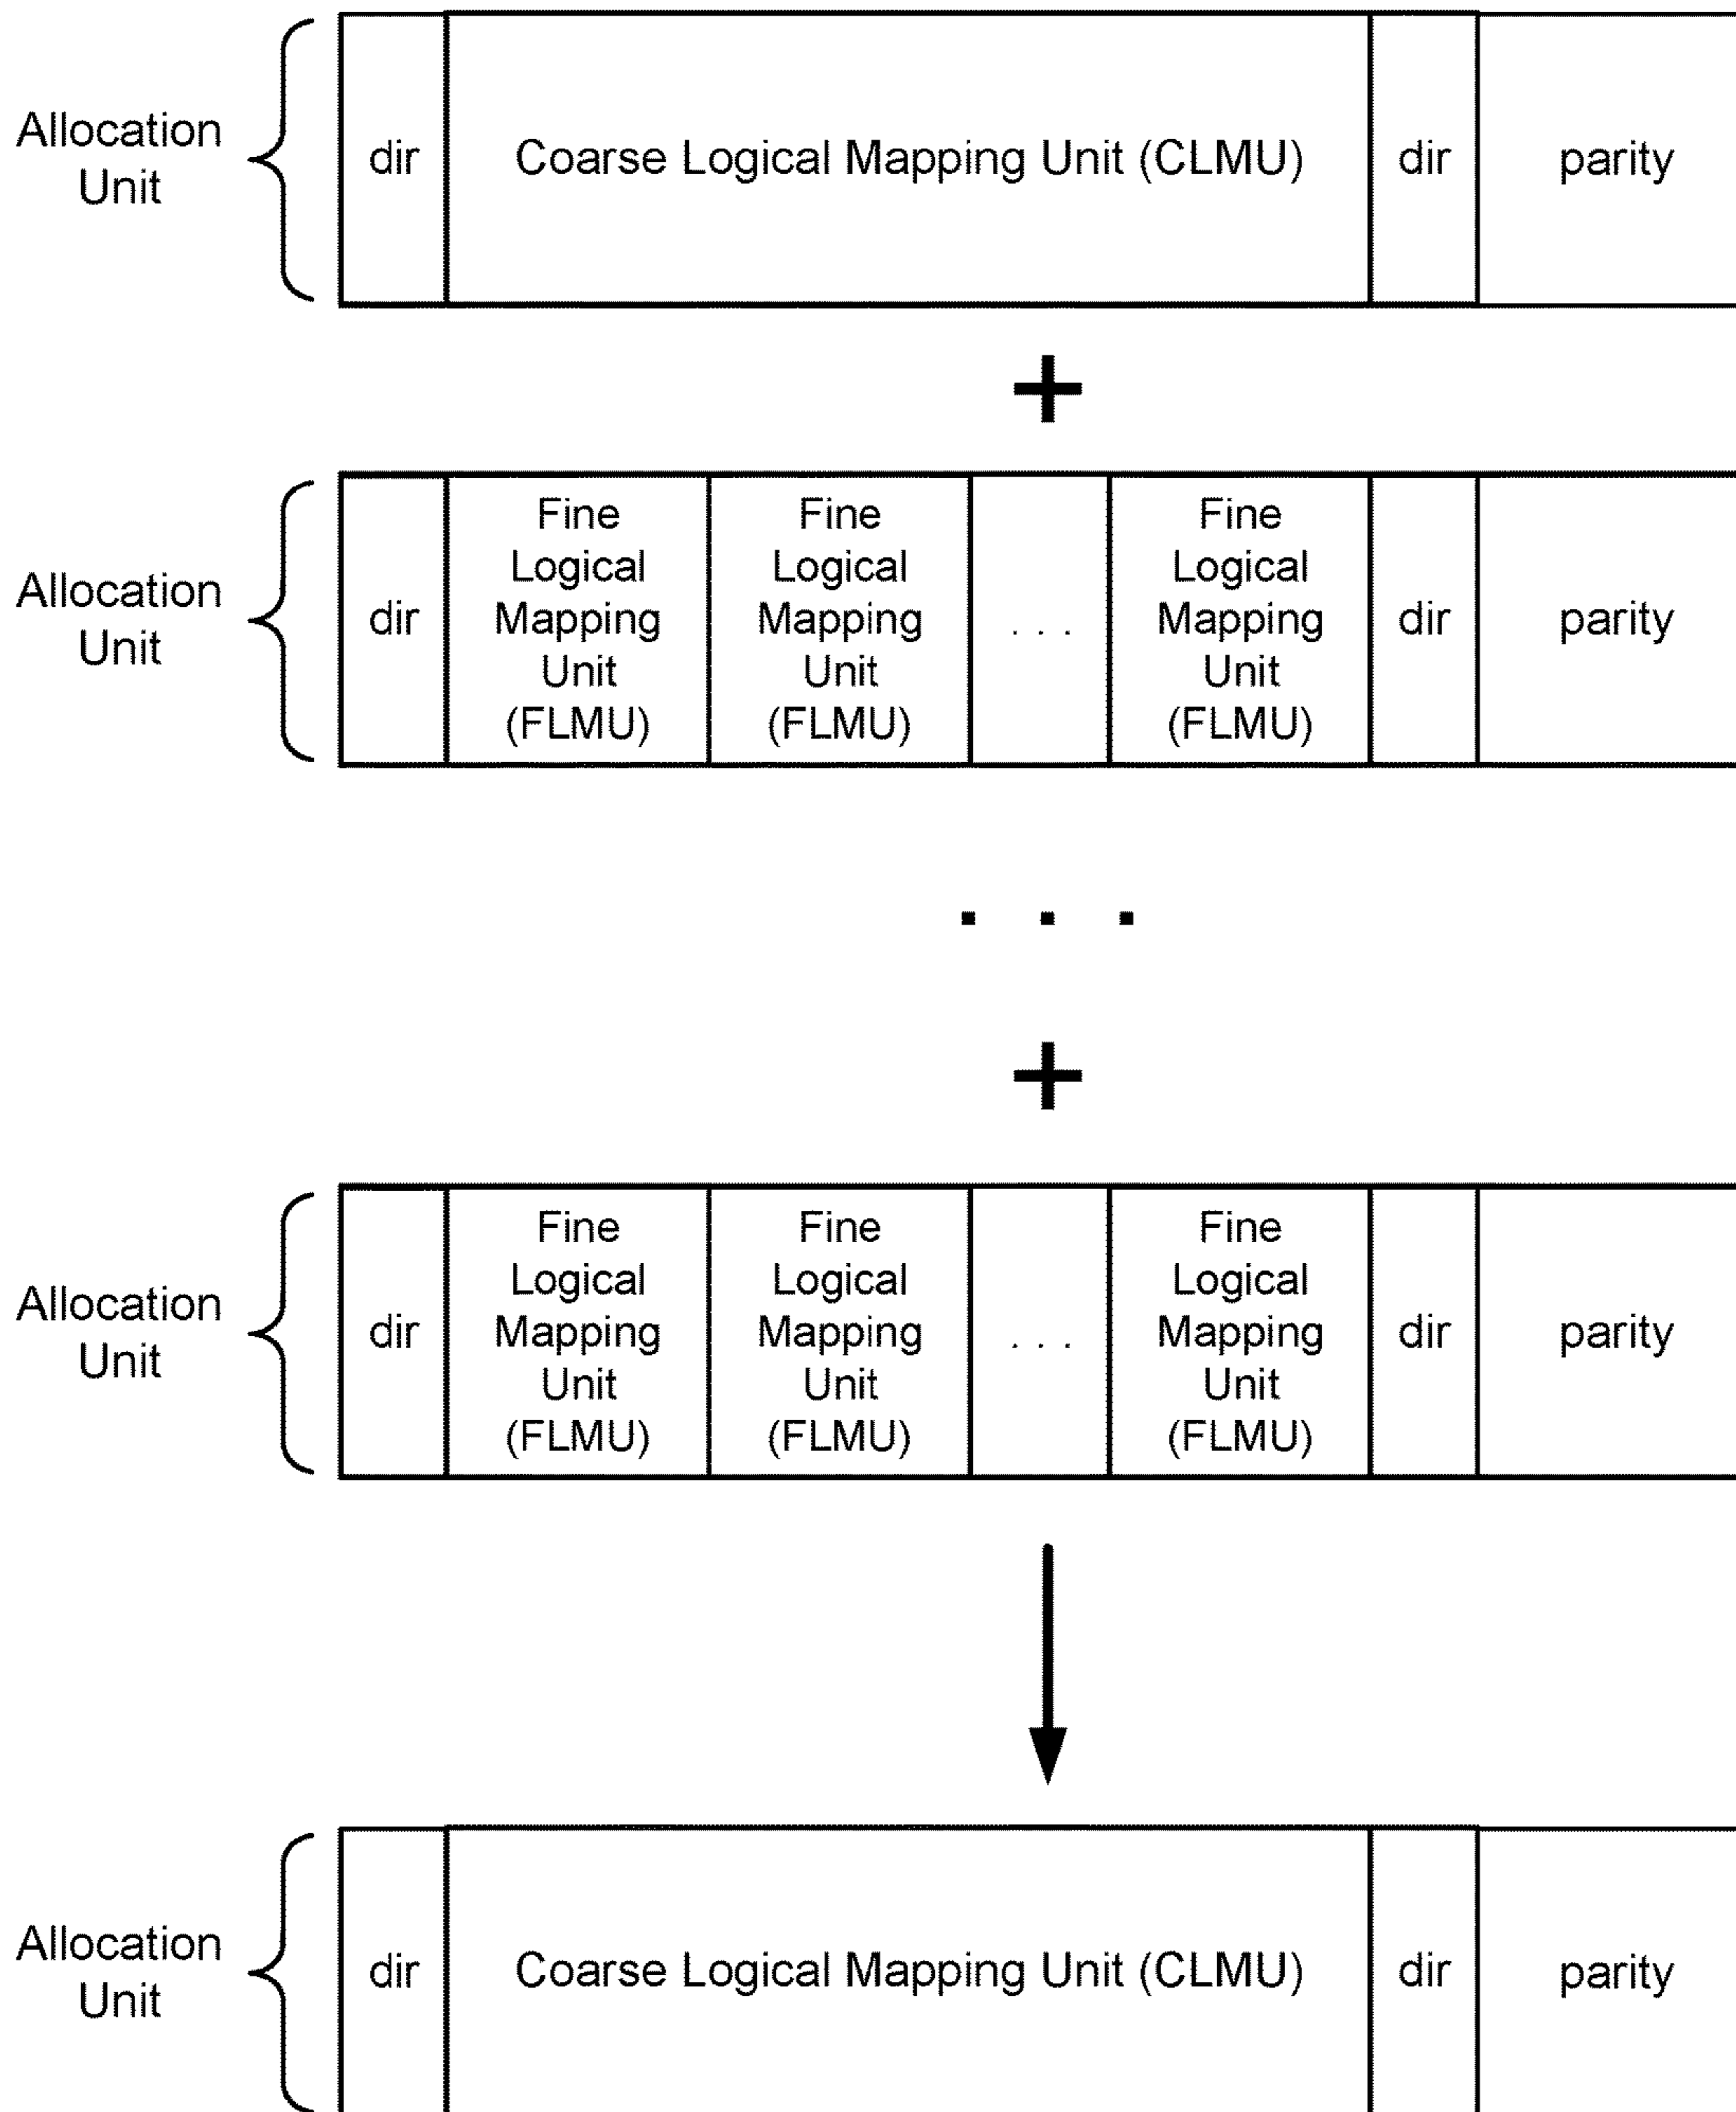 Allocation
Unit
dir
Coarse Logical Mapping Unit (CLMU)
dir
parity
+
Allocation
Unit
dir
Fine
Logical
Mapping
Unit
(FLMU)
Fine
Logical
Mapping
Unit
(FLMU)
. . .
Fine
Logical
Mapping
Unit
(FLMU)
dir
parity
. . .
+
Allocation
Unit
dir
Fine
Logical
Mapping
Unit
(FLMU)
Fine
Logical
Mapping
Unit
(FLMU)
. . .
Fine
Logical
Mapping
Unit
(FLMU)
dir
parity
Allocation
Unit
dir
Coarse Logical Mapping Unit (CLMU)
dir
parity